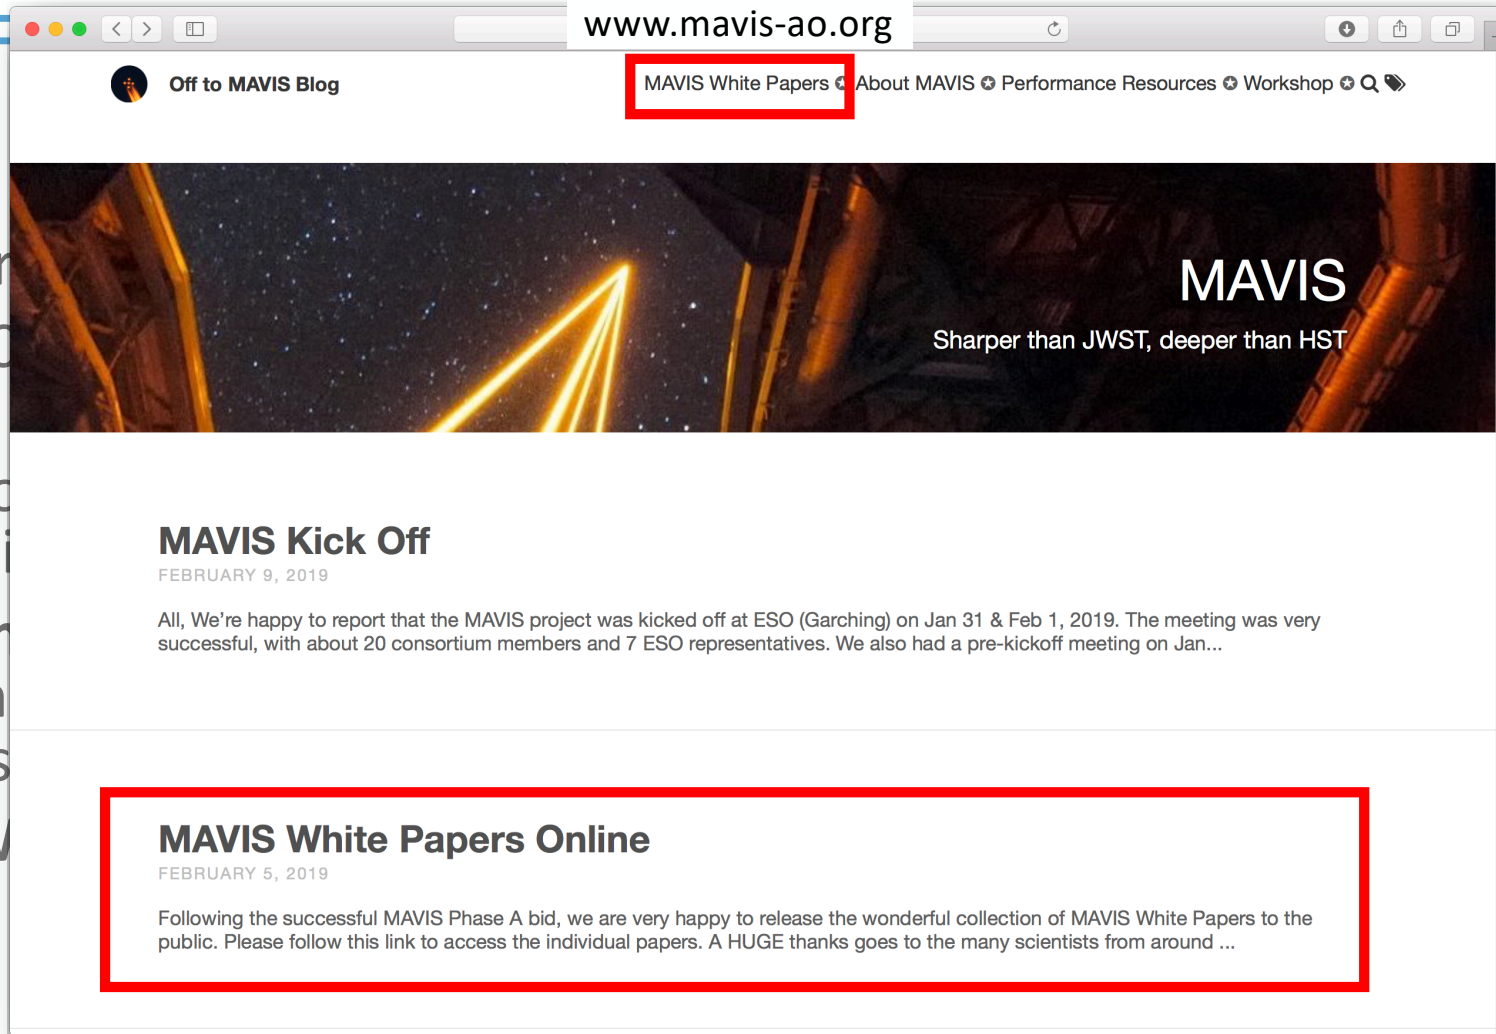 www.mavis-ao.org
Off to MAVIS Blog
MAVIS White Papers About MAVIS Performance Resources Workshop
MAVIS
Sharper than JWST, deeper than HST
MAVIS Kick Off
FEBRUARY 9, 2019
All, We're happy to report that the MAVIS project was kicked off at ESO (Garching) on Jan 31 & Feb 1, 2019. The meeting was very
successful, with about 20 consortium members and 7 ESO representatives. We also had a pre-kickoff meeting on Jan...
MAVIS White Papers Online
FEBRUARY 5, 2019
Following the successful MAVIS Phase A bid, we are very happy to release the wonderful collection of MAVIS White Papers to the
public. Please follow this link to access the individual papers. A HUGE thanks goes to the many scientists from around ...